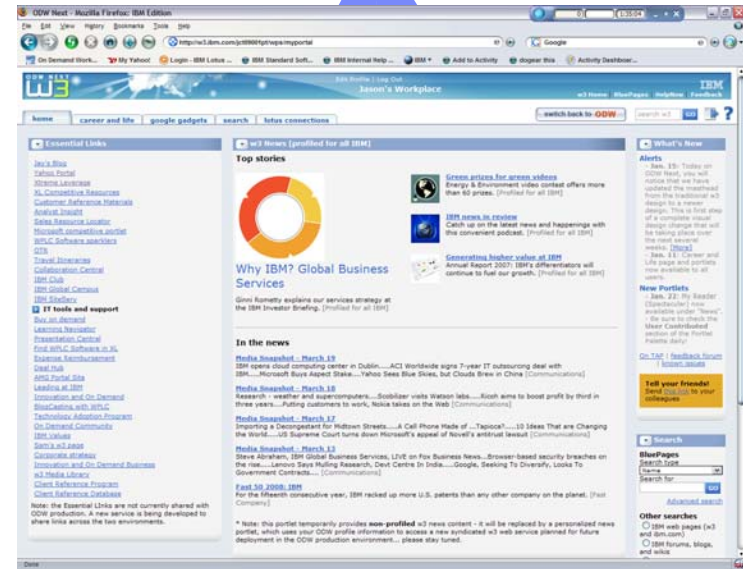 ODW Next - Mozilla Firefox: IBM Edition
File Edit View History Bookmarks Tools Help
Google
On Demand Work... My Yahoo! Login - IBM Lotus ... IBM Standard Soft... IBM Internal Help ... IBM Add to Activity dogear this Activity Dashboar...
ODW NEXT
w3
Edit Profile | Log Out
Jason's Workplace
IBM
w3 Home BluePages HelpNow Feedback
home career and life google gadgets search lotus connections
switch back to ODW search w3 GO
Essential Links
Jay's Blog
Yahoo Portal
Xtreme Leverage
XL Competitive Resources
Customer Reference Materials
Analyst Insight
Sales Resource Locator
Microsoft competitive portlet
WPLC Software sparklers
Travel Itineraries
Collaboration Central
IBM Club
IBM Global Campus
IBM SiteServ
IT tools and support
Buy on demand
Learning Navigator
Presentation Central
Find WPLC Software in XL
Expense Reimbursement
Deal Hub
AMG Portal Site
Leading at IBM
Innovation and On Demand
BlogCasting with WPLC
Technology Adoption Program
On Demand Community
IBM Values
Sam's w3 page
Corporate strategy
Innovation and On Demand Business
w3 Media Library
Client Reference Program
Client Reference Database
Note: the Essential Links are not currently shared with
ODW production. A new service is being developed to
share links across the two environments.
w3 News [profiled for all IBM]
Top stories
Why IBM? Global Business
Services
Ginni Rometty explains our services strategy at
the IBM Investor Briefing. [Profiled for all IBM]
Green prizes for green videos
Energy & Environment video contest offers more
than 60 prizes. [Profiled for all IBM]
IBM news in review
Catch up on the latest news and happenings with
this convenient podcast. [Profiled for all IBM]
Generating higher value at IBM
Annual Report 2007: IBM's differentiators will
continue to fuel our growth. [Profiled for all IBM]
In the news
Media Snapshot - March 19
IBM opens cloud computing center in Dublin....ACI Worldwide signs 7-year IT outsourcing deal with
IBM....Microsoft Buys Aspect Stake....Yahoo Sees Blue Skies, but Clouds Brew in China [Communications]
Media Snapshot - March 18
Research - weather and supercomputers....Scobilizer visits Watson labs....Ricoh aims to boost profit by third in
three years....Putting customers to work, Nokia takes on the Web [Communications]
Media Snapshot - March 17
Importing a Decongestant for Midtown Streets....A Cell Phone Made of ...Tapioca?....10 Ideas That are Changing
the World....US Supreme Court turns down Microsoft's appeal of Novell's antitrust lawsuit [Communications]
Media Snapshot - March 13
Steve Abraham, IBM Global Business Services, LIVE on Fox Business News...Browser-based security breaches on
the rise....Lenovo Says Mulling Research, Devt Centre In India....Google, Seeking To Diversify, Looks To
Government Contracts.... [Communications]
Fast 50 2008: IBM
For the fifteenth consecutive year, IBM racked up more U.S. patents than any other company on the planet. [Fast
Company]
* Note: this portlet temporarily provides non-profiled w3 news content - it will be replaced by a personalized news
portlet, which uses your ODW profile information to access a new syndicated w3 web service planned for future
deployment in the ODW production environment... please stay tuned.
What's New
Alerts
- Jan. 15: Today on
ODW Next, you will
notice that we have
updated the masthead
from the traditional w3
design to a newer
design. This is first step
of a complete visual
design change that will
be taking place over
the next several
weeks. [More]
- Jan. 11: Career and
Life page and portlets
now available to all
users.
New Portlets
- Jan. 22: My Reader
(Spectacular) now
available under "News".
- Be sure to check the
User Contributed
section of the Portlet
Palette daily!
On TAP | feedback forum
| known issues
Tell your friends!
Send this link to your
colleagues
Search
BluePages
Search type
Name
Search for
GO
Advanced search
Other searches
IBM web pages (w3
and ibm.com)
IBM forums, blogs,
and wikis
Done